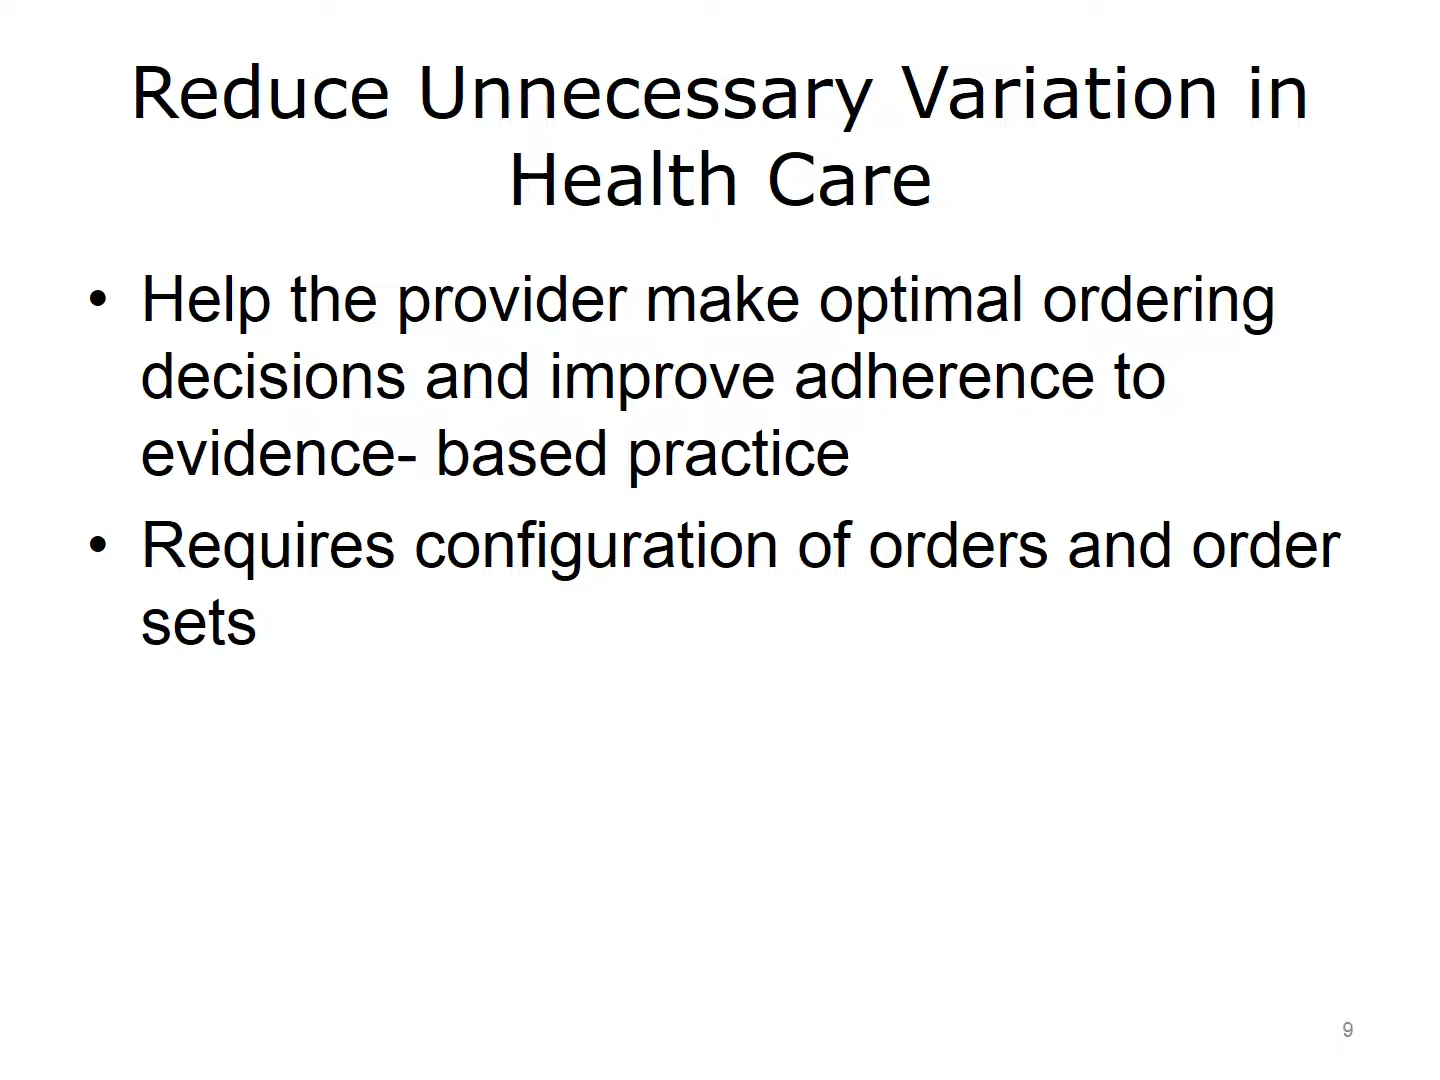 Reduce Unnecessary Variation in
Health Care
• Help the provider make optimal ordering
decisions and improve adherence to
evidence- based practice
• Requires configuration of orders and order
sets
9